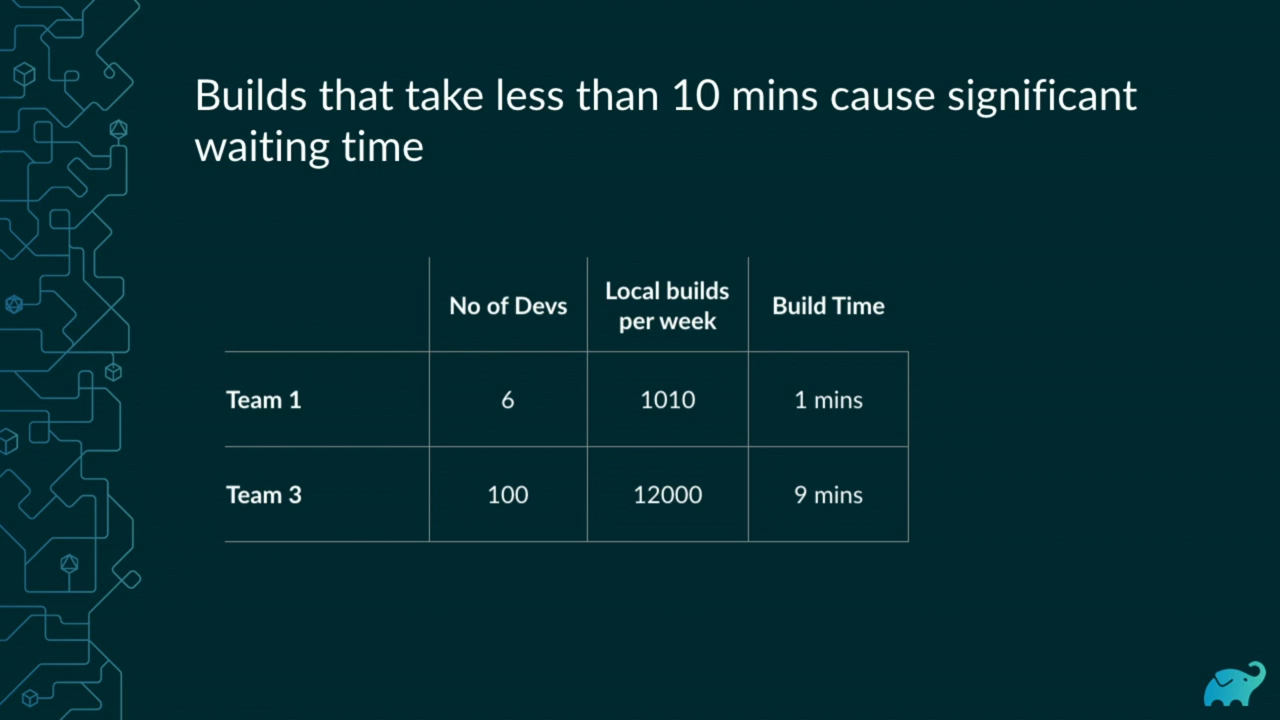 Builds that take less than 10 mins cause significant
waiting time
No of Devs
Local builds
per week
Build Time
Team 1 6 1010 1 mins
Team 3 100 12000 9 mins